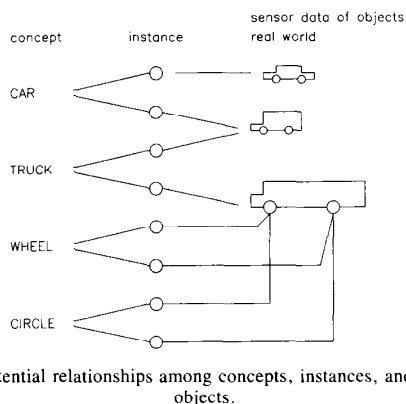 sensor data of objects
concept instance real world
CAR
TRUCK
WHEEL
CIRCLE
tential relationships among concepts, instances, and
objects.